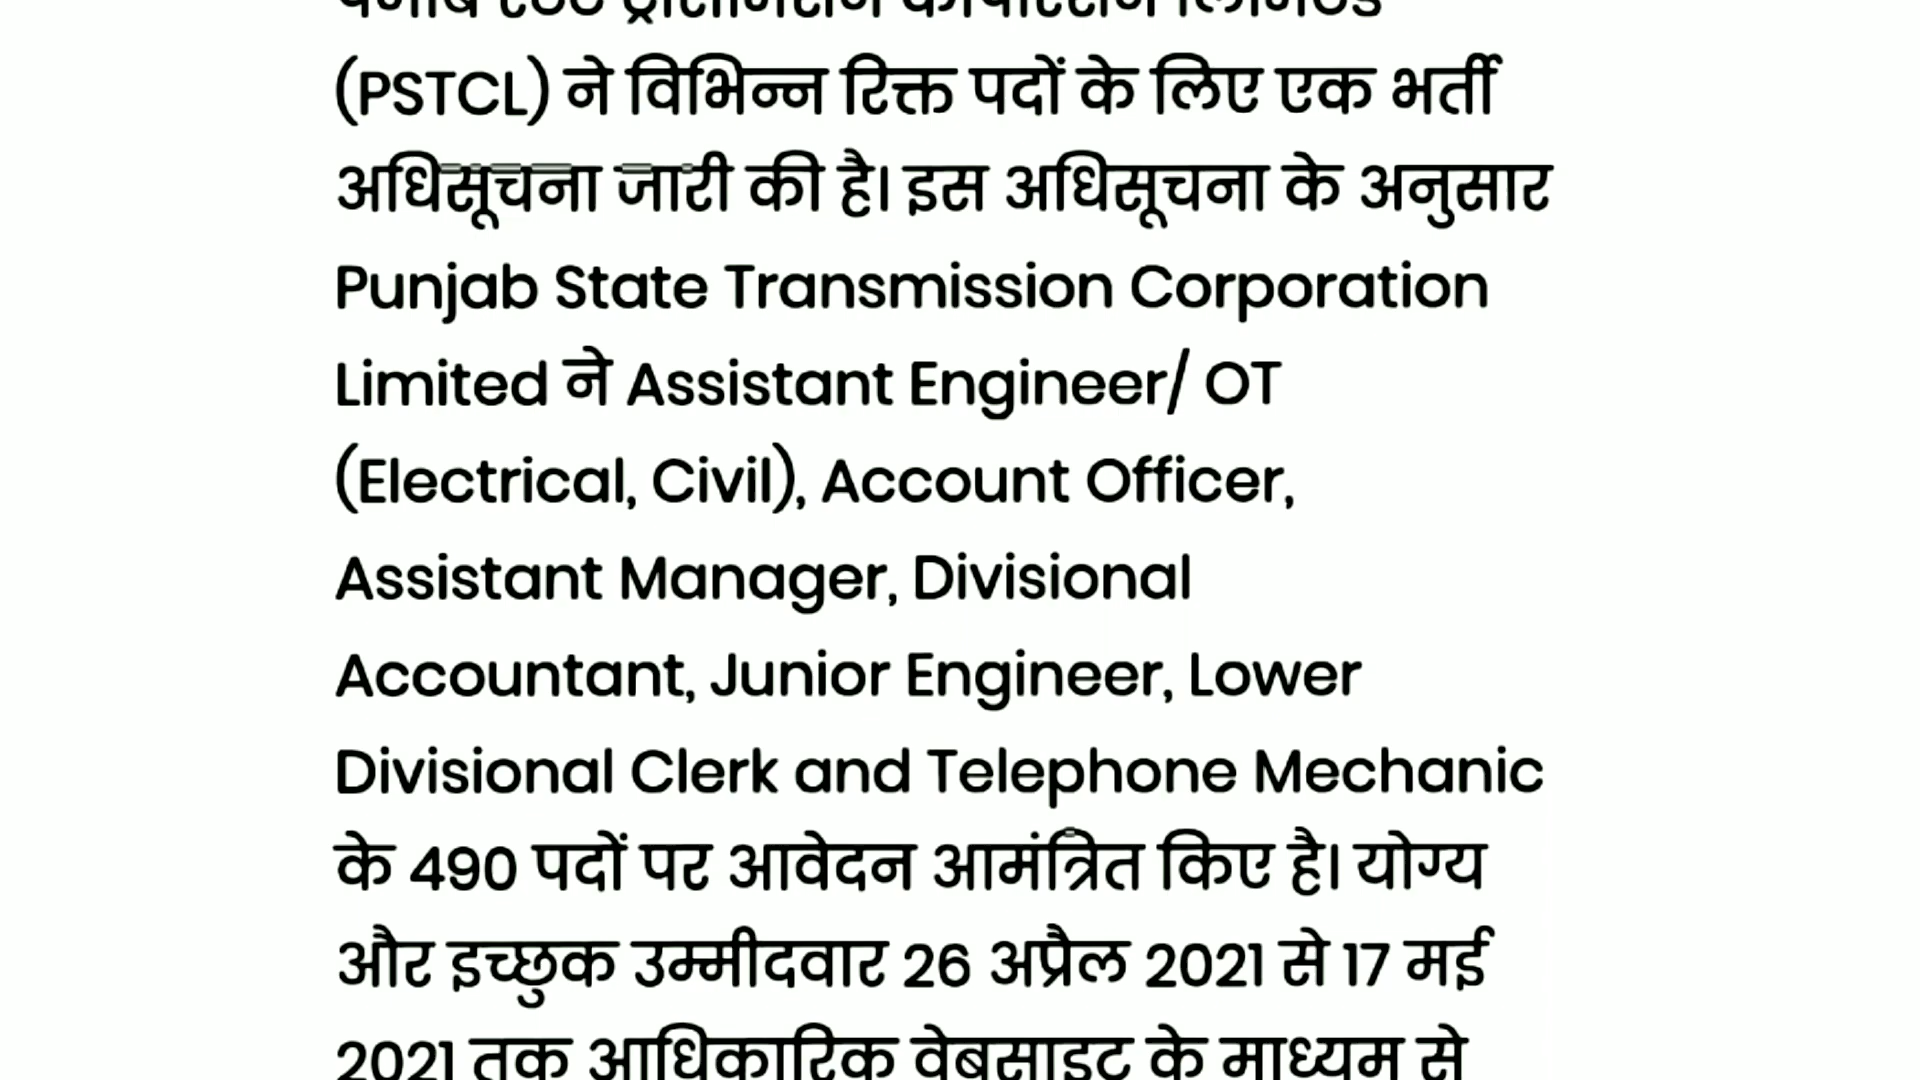 (PSTCL) ने विभिन्न रिक्त पदों के लिए एक भर्ती
अधिसूचना जारी की है। इस अधिसूचना के अनुसार
Punjab State Transmission Corporation
Limited ने Assistant Engineer/ OT
(Electrical, Civil), Account Officer,
Assistant Manager, Divisional
Accountant, Junior Engineer, Lower
Divisional Clerk and Telephone Mechanic
के 490 पदों पर आवेदन आमंत्रित किए है। योग्य
और इच्छुक उम्मीदवार 26 अप्रैल 2021 से 17 मई
2021 तक आधिकारिक वेबसाइट के माध्यम से